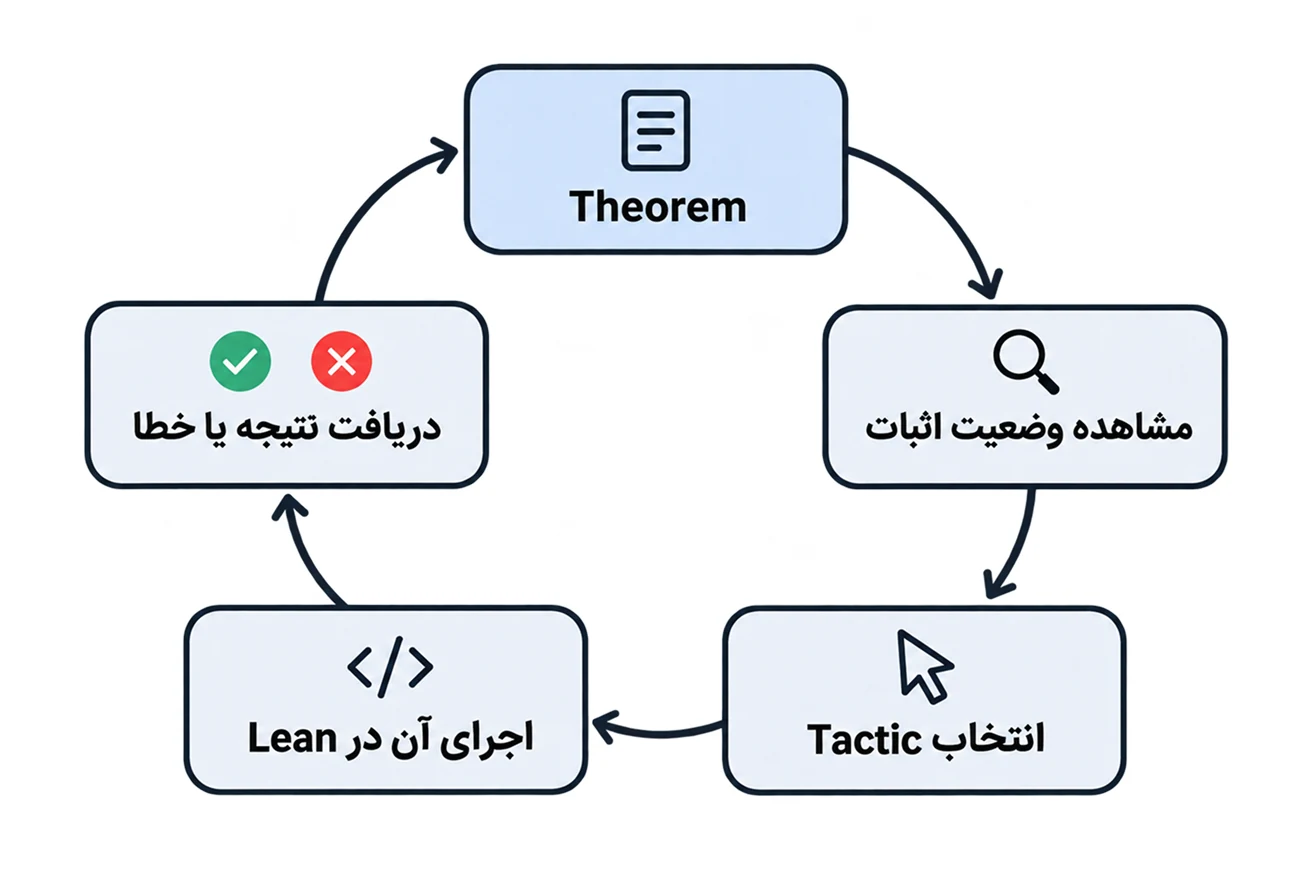 Theorem
مشاهده وضعیت اثبات
انتخاب Tactic
اجرای آن در Lean
دریافت نتیجه یا خطا